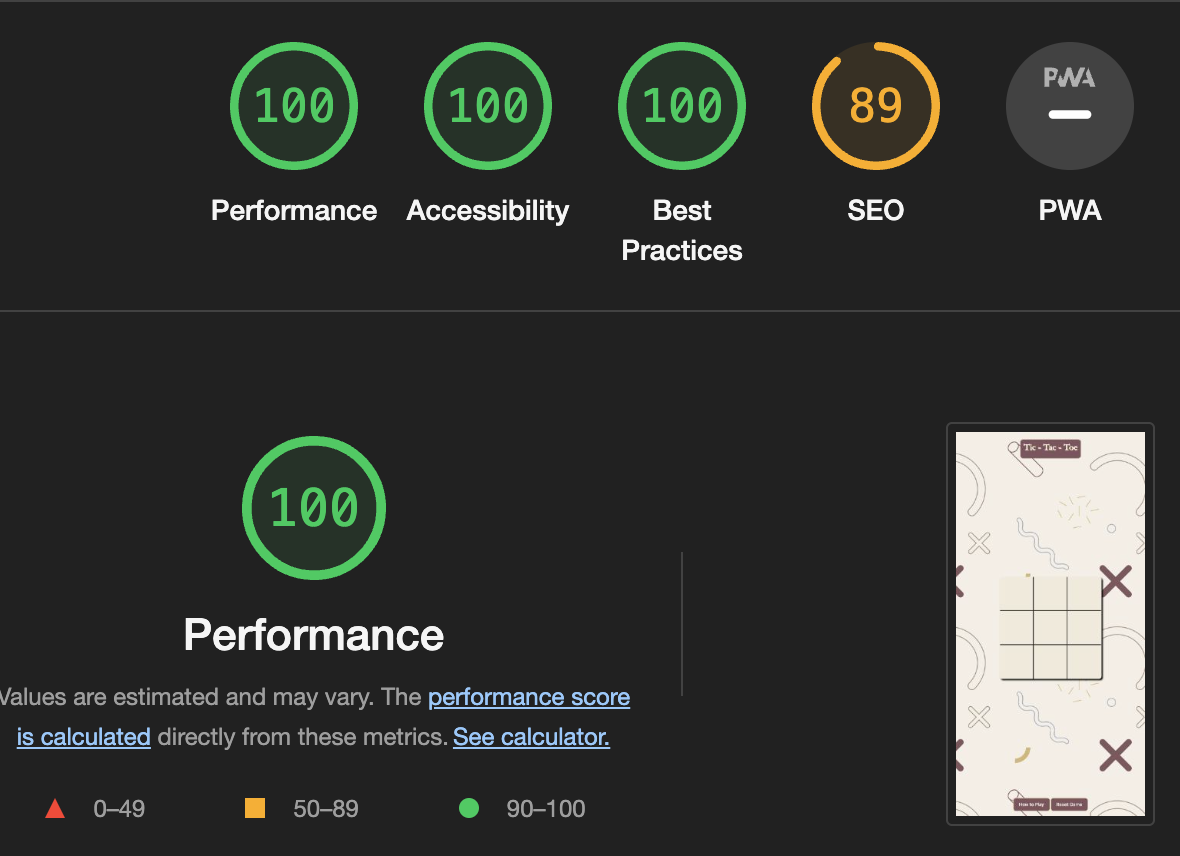 100
100
100
89
PWA
Performance
Accessibility
Best
Practices
SEO
PWA
100
Performance
Values are estimated and may vary. The performance score
is calculated directly from these metrics. See calculator.
0–49
50–89
90–100
Tic - Tac - Toe
How to Play
Reset Game